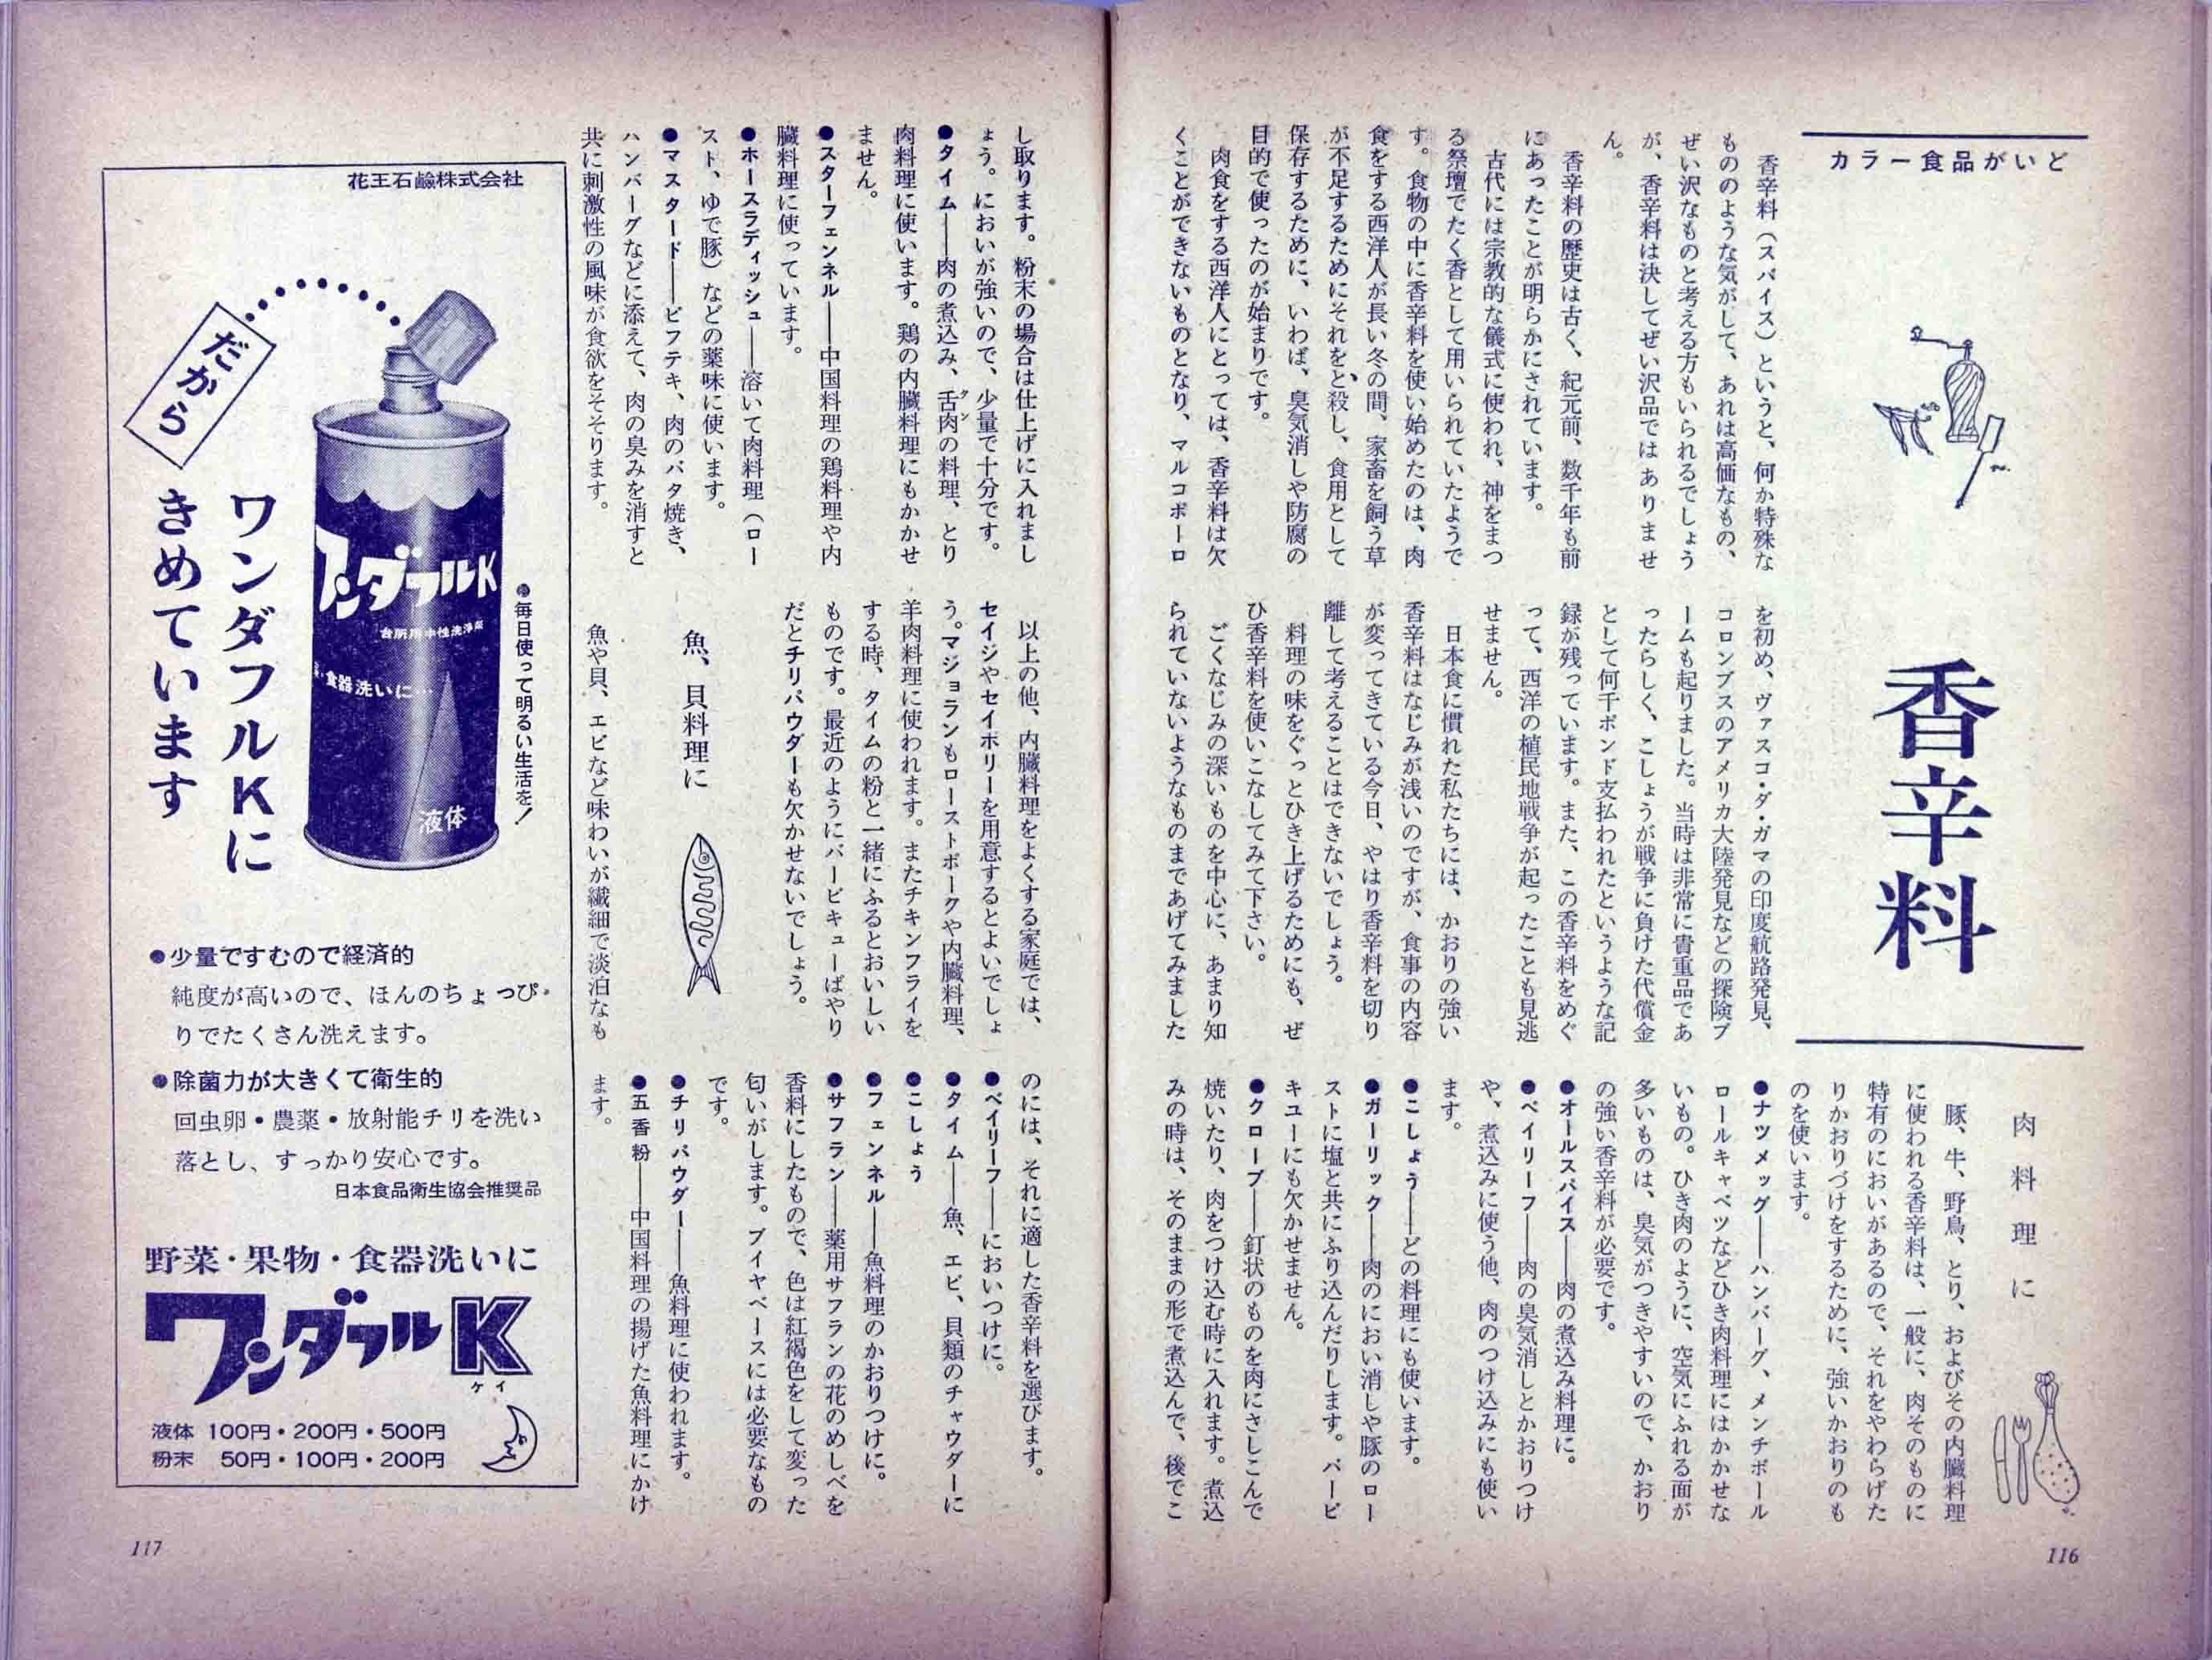 カラー食品がいど
香辛料
香辛料（スパイス）というと、何か特殊な
もののような気がして、あれは高価なもの、
ぜい沢なものと考える方もいられるでしょう
が、香辛料は決してぜい沢品ではありませ
ん。
香辛料の歴史は古く、紀元前、数千年も前
にあったことが明らかにされています。
古代には宗教的な儀式に使われ、神をまつ
る祭壇でたく香として用いられていたようで
す。食物の中に香辛料を使い始めたのは、肉
食をする西洋人が長い冬の間、家畜を飼う草
が不足するためにそれをと殺し、食用として
保存するために、いわば、臭気消しや防腐の
目的で使ったのが始まりです。
肉食をする西洋人にとっては、香辛料は欠
くことができないものとなり、マルコポーロ
を初め、ヴァスコ・ダ・ガマの印度航路発見、
コロンブスのアメリカ大陸発見などの探険ブ
ームも起りました。当時は非常に貴重品であ
ったらしく、こしょうが戦争に負けた代償金
として何千ポンド支払われたというような記
録が残っています。また、この香辛料をめぐ
って、西洋の植民地戦争が起ったことも見逃
せません。
日本食に慣れた私たちには、かおりの強い
香辛料はなじみが浅いのですが、食事の内容
が変ってきている今日、やはり香辛料を切り
離して考えることはできないでしょう。
料理の味をぐっとひき上げるためにも、ぜ
ひ香辛料を使いこなしてみて下さい。
ごくなじみの深いものを中心に、あまり知
られていないようなものまであげてみました
肉料理に
豚、牛、野鳥、とり、およびその内臓料理
に使われる香辛料は、一般に、肉そのものに
特有のにおいがあるので、それをやわらげた
りかおりづけをするために、強いかおりのも
のを使います。
●ナツメッグ――ハンバーグ、メンチボール
ロールキャベツなどひき肉料理にはかかせな
いもの。ひき肉のように、空気にふれる面が
多いものは、臭気がつきやすいので、かおり
の強い香辛料が必要です。
●オールスパイス――肉の煮込み料理に。
●ベイリーフ――肉の臭気消しとかおりつけ
や、煮込みに使う他、肉のつけ込みにも使い
ます。
●こしょう――どの料理にも使います。
●ガーリック――肉のにおい消しや豚のロー
ストに塩と共にふり込んだりします。バービ
キューにも欠かせません。
●クローブ――釘状のものを肉にさしこんで
焼いたり、肉をつけ込む時に入れます。煮込
みの時は、そのままの形で煮込んで、後でこ
116
し取ります。粉末の場合は仕上げに入れまし
ょう。においが強いので、少量で十分です。
●タイム――肉の煮込み、舌肉(タン)の料理、とり
肉料理に使います。鶏の内臓料理にもかかせ
ません。
●スターフェンネル――中国料理の鶏料理や内
臓料理に使っています。
●ホースラディッシュ――溶いて肉料理（ロー
スト、ゆで豚）などの薬味に使います。
●マスタード――ビフテキ、肉のバタ焼き、
ハンバーグなどに添えて、肉の臭みを消すと
共に刺激性の風味が食欲をそそります。
以上の他、内臓料理をよくする家庭では、
セイジやセイボリーを用意するとよいでしょ
う。マジョランもローストポークや内臓料理、
羊肉料理に使われます。またチキンフライを
する時、タイムの粉と一緒にふるとおいしい
ものです。最近のようにバービキューばやり
だとチリパウダーも欠かせないでしょう。
魚、貝料理に
魚や貝、エビなど味わいが繊細で淡泊なも
のには、それに適した香辛料を選びます。
●ベイリーフ――においつけに。
●タイム――魚、エビ、貝類のチャウダーに
●こしょう
●フェンネル――魚料理のかおりつけに。
●サフラン――薬用サフランの花のめしべを
香料にしたもので、色は紅褐色をして変った
匂いがします。ブイヤベースには必要なもの
です。
●チリパウダー――魚料理に使われます。
●五香粉――中国料理の揚げた魚料理にかけ
ます。
花王石鹼株式会社
●毎日使って明るい生活を！
ワンダフルK
台所用中性洗浄剤
食器洗いに…
液体
だから
ワンダフルKに
きめています
●少量ですむので経済的
純度が高いので、ほんのちょっぴ
りでたくさん洗えます。
●除菌力が大きくて衛生的
回虫卵・農薬・放射能チリを洗い
落とし、すっかり安心です。
日本食品衛生協会推奨品
野菜・果物・食器洗いに
ワンダフルK
ケイ
液体 100円・200円・500円
粉末 50円・100円・200円
117